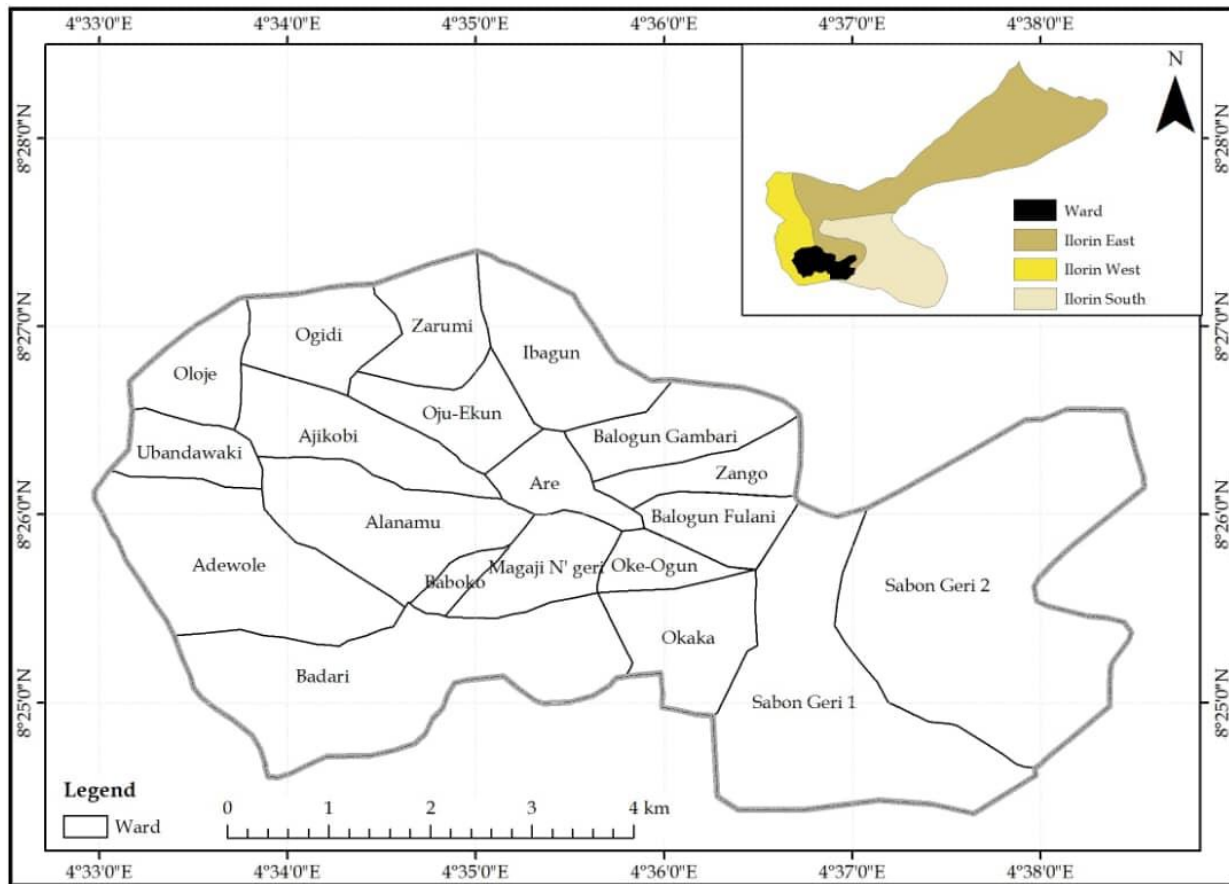 4°33'0"E 4°34'0"E 4°35'0"E 4°36'0"E 4°37'0"E 4°38'0"E
N
8°28'0"N 8°28'0"N
Ward
Ilorin East
Ilorin West
Ilorin South
8°27'0"N 8°27'0"N
Zarumi
Ogidi
Ibagun
Oloje
Oju-Ekun
Ajikobi Balogun Gambari
Ubandawaki
Zango
Are
8°26'0"N 8°26'0"N
Alanamu Balogun Fulani
Adewole Magaji N' geri Oke-Ogun
Baboko Sabon Geri 2
Okaka
Badari
Sabon Geri 1
8°25'0"N 8°25'0"N
Legend
Ward
0 1 2 3 4 km
4°33'0"E 4°34'0"E 4°35'0"E 4°36'0"E 4°37'0"E 4°38'0"E